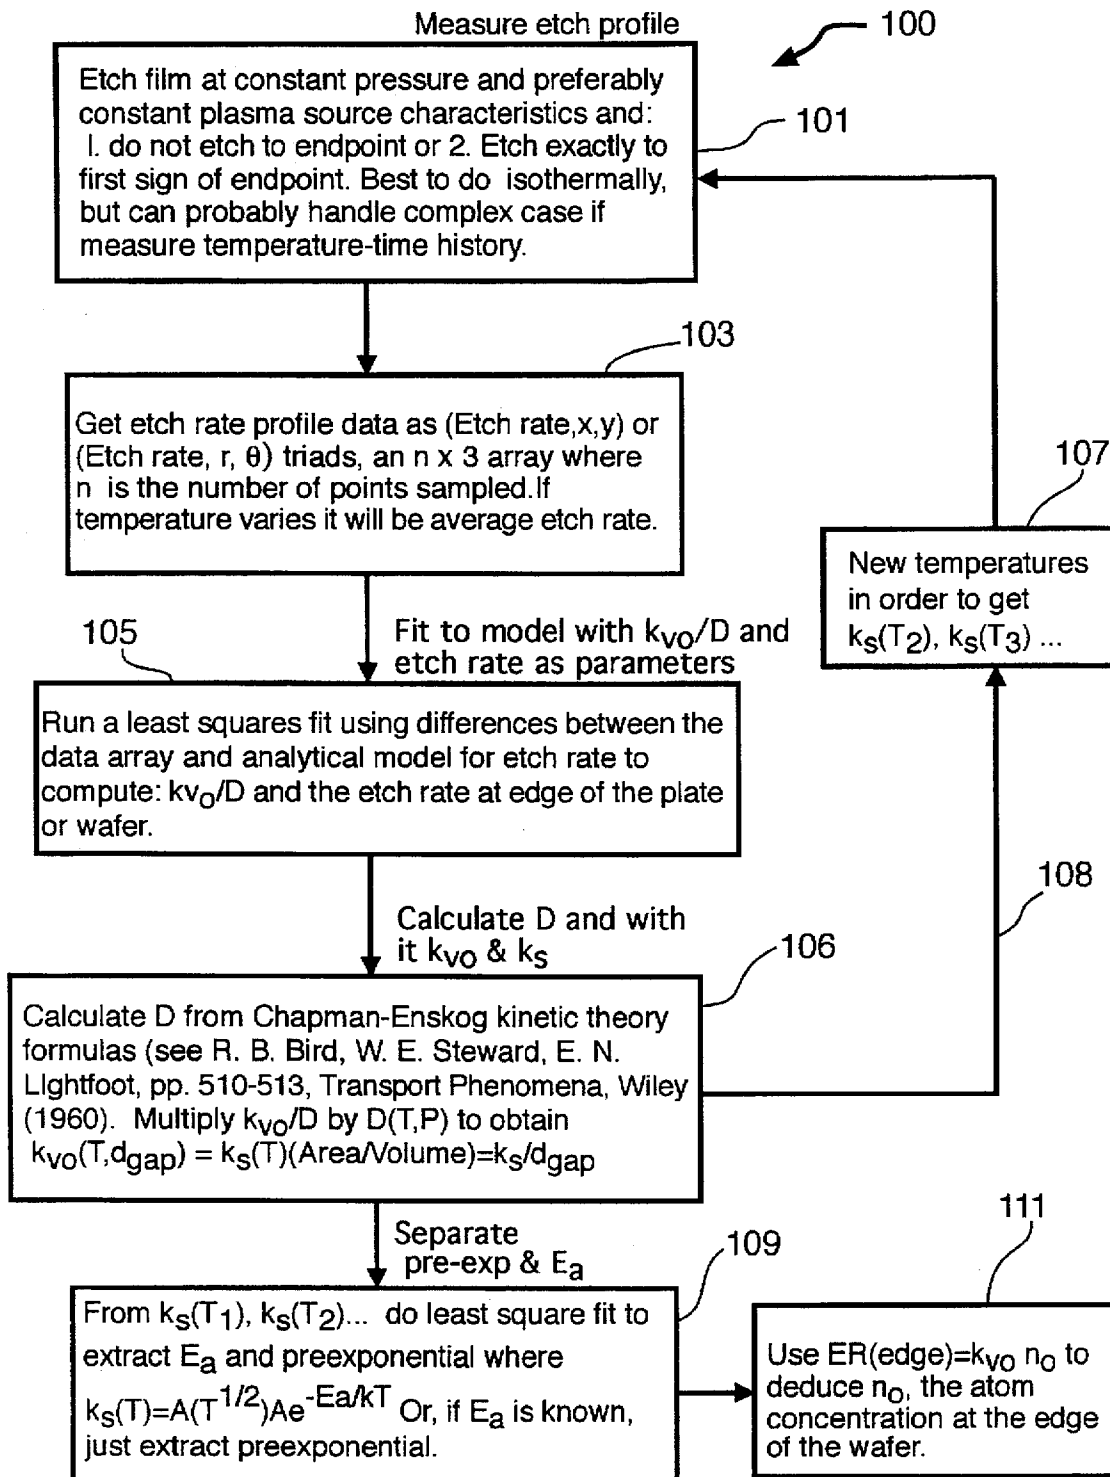 Measure etch profile
100
Etch film at constant pressure and preferably
constant plasma source characteristics and:
I. do not etch to endpoint or 2. Etch exactly to
first sign of endpoint. Best to do isothermally,
but can probably handle complex case if
measure temperature-time history.
101
103
Get etch rate profile data as (Etch rate,x,y) or
(Etch rate, r, θ) triads, an n x 3 array where
n is the number of points sampled.If
temperature varies it will be average etch rate.
107
New temperatures
in order to get
kS(T2), kS(T3) ...
105
Fit to model with kVO/D and
etch rate as parameters
Run a least squares fit using differences between the
data array and analytical model for etch rate to
compute: kvO/D and the etch rate at edge of the plate
or wafer.
108
Calculate D and with
it kVO & kS
106
Calculate D from Chapman-Enskog kinetic theory
formulas (see R. B. Bird, W. E. Steward, E. N.
LIghtfoot, pp. 510-513, Transport Phenomena, Wiley
(1960). Multiply kVO/D by D(T,P) to obtain
kVO(T,dgap) = kS(T)(Area/Volume)=kS/dgap
Separate
pre-exp & Ea
109
111
From kS(T1), kS(T2)... do least square fit to
extract Ea and preexponential where
kS(T)=A(T^1/2)Ae^-Ea/kT Or, if Ea is known,
just extract preexponential.
Use ER(edge)=kVO nO to
deduce nO, the atom
concentration at the edge
of the wafer.